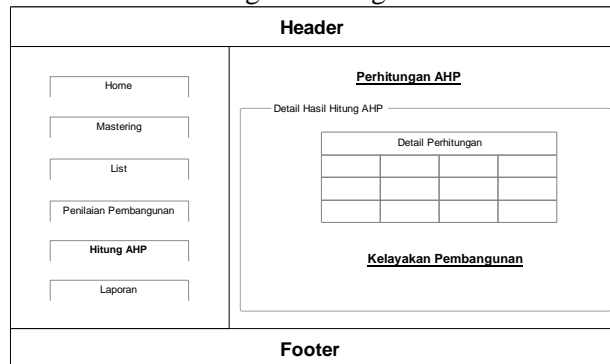 Header
Home
Mastering
List
Penilaian Pembangunan
Hitung AHP
Laporan
Perhitungan AHP
Detail Hasil Hitung AHP
Detail Perhitungan
Kelayakan Pembangunan
Footer